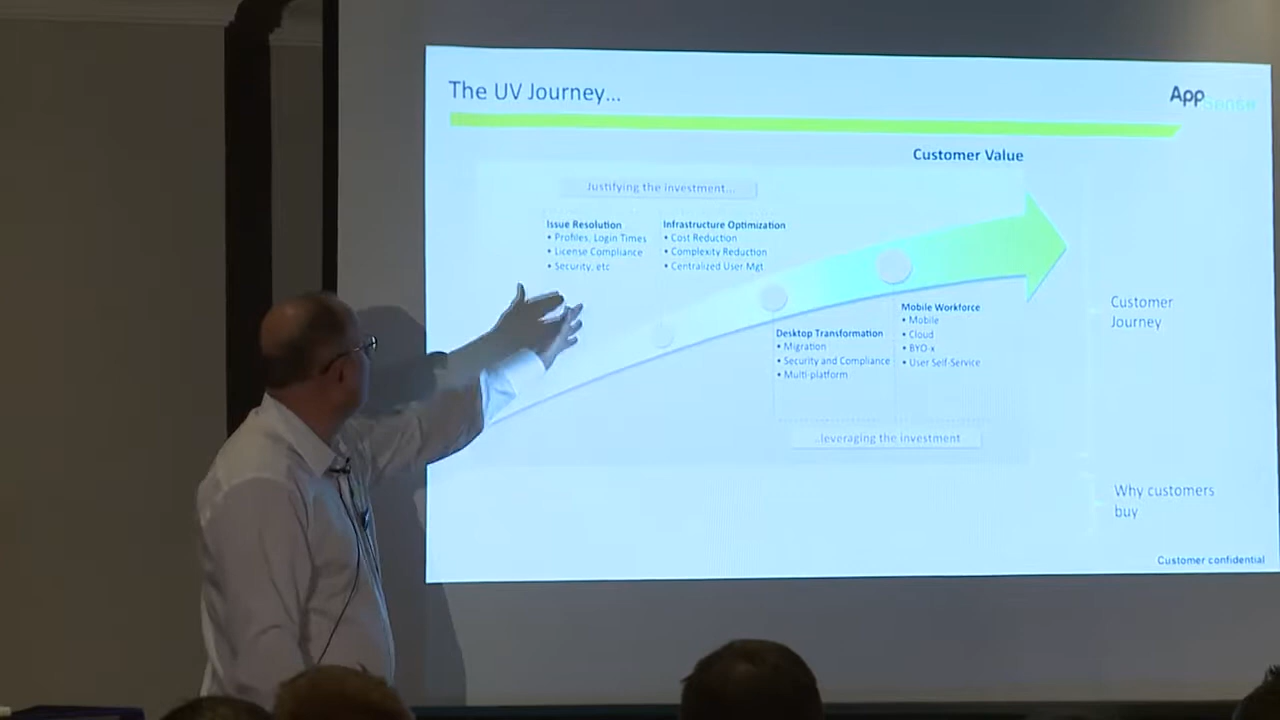 The UV Journey...
AppSense
Customer Value
Justifying the investment...
Issue Resolution
• Profiles, Login Times
• License Compliance
• Security, etc
Infrastructure Optimization
• Cost Reduction
• Complexity Reduction
• Centralized User Mgt
Desktop Transformation
• Migration
• Security and Compliance
• Multi-platform
Mobile Workforce
• Mobile
• Cloud
• BYO-x
• User Self-Service
...leveraging the investment
Customer
Journey
Why customers
buy
Customer confidential